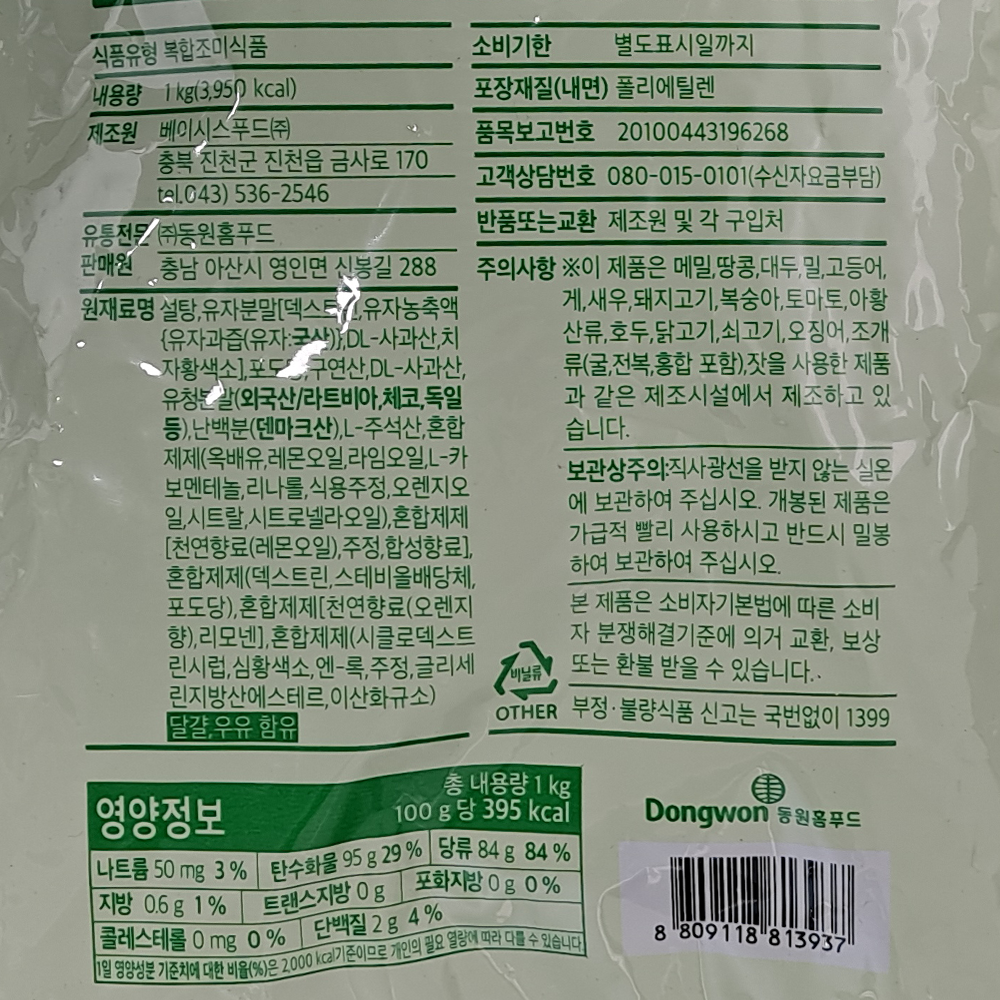 식품유형 복합조미식품
내용량 1 kg(3,950 kcal)
제조원 베이시스푸드㈜
충북 진천군 진천읍 금사로 170
tel.043) 536-2546
유통전문 ㈜동원홈푸드
판매원 충남 아산시 영인면 신봉길 288
원재료명 설탕,유자분말[덱스트 유자농축액
{유자과즙(유자:국산)},DL-사과산,치
자황색소],포도당,구연산,DL-사과산,
유청분말(외국산/라트비아,체코,독일
등),난백분(덴마크산),L-주석산,혼합
제제(옥배유,레몬오일,라임오일,L-카
보멘테놀,리나롤,식용주정,오렌지오
일,시트랄,시트로넬라오일),혼합제제
[천연향료(레몬오일),주정,합성향료],
혼합제제(덱스트린,스테비올배당체,
포도당),혼합제제[천연향료(오렌지
향),리모넨],혼합제제(시클로덱스트
린시럽,심황색소,엔-록,주정,글리세
린지방산에스테르,이산화규소)
달걀,우유 함유
소비기한 별도표시일까지
포장재질(내면) 폴리에틸렌
품목보고번호 20100443196268
고객상담번호 080-015-0101(수신자요금부담)
반품또는교환 제조원 및 각 구입처
주의사항 ※이 제품은 메밀,땅콩,대두,밀,고등어,
게,새우,돼지고기,복숭아,토마토,아황
산류,호두,닭고기,쇠고기,오징어,조개
류(굴,전복,홍합 포함),잣을 사용한 제품
과 같은 제조시설에서 제조하고 있
습니다.
보관상주의:직사광선을 받지 않는 실온
에 보관하여 주십시오. 개봉된 제품은
가급적 빨리 사용하시고 반드시 밀봉
하여 보관하여 주십시오.
본 제품은 소비자기본법에 따른 소비
자 분쟁해결기준에 의거 교환, 보상
또는 환불 받을 수 있습니다.
비닐류
OTHER
부정·불량식품 신고는 국번없이 1399
영양정보
총 내용량 1 kg
100 g 당 395 kcal
나트륨 50 mg 3 % 탄수화물 95 g 29 % 당류 84 g 84 %
지방 0.6 g 1 % 트랜스지방 0 g 포화지방 0 g 0 %
콜레스테롤 0 mg 0 % 단백질 2 g 4 %
1일 영양성분 기준치에 대한 비율(%)은 2,000 kcal기준이므로 개인의 필요 열량에 따라 다를 수 있습니다.
Dongwon 동원홈푸드
8 809118 813937